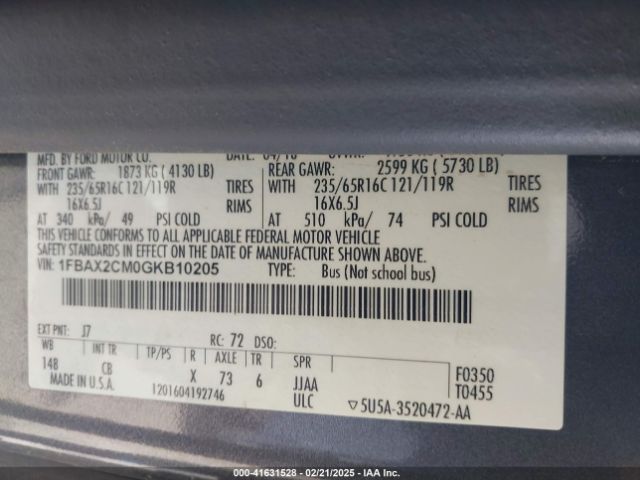 MFD. BY FORD MOTOR CO.
FRONT GAWR: 1873 KG ( 4130 LB)
WITH 235/65R16C 121/119R TIRES
16X6.5J RIMS
AT 340 kPa/ 49 PSI COLD
REAR GAWR: 2599 KG ( 5730 LB)
WITH 235/65R16C 121/119R TIRES
16X6.5J RIMS
AT 510 kPa/ 74 PSI COLD
THIS VEHICLE CONFORMS TO ALL APPLICABLE FEDERAL MOTOR VEHICLE
SAFETY STANDARDS IN EFFECT ON THE DATE OF MANUFACTURE SHOWN ABOVE.
VIN: 1FBAX2CM0GKB10205 TYPE: Bus (Not School Bus)
EXT PNT: J7 RC: 72 DSO:
WB INT TR TP/PS R AXLE TR SPR
148 CB X 73 6 JJAA F0350
ULC T0455
MADE IN U.S.A. 1201604192746 ▽5U5A-3520472-AA
000-41631528 - 02/21/2025 - IAA